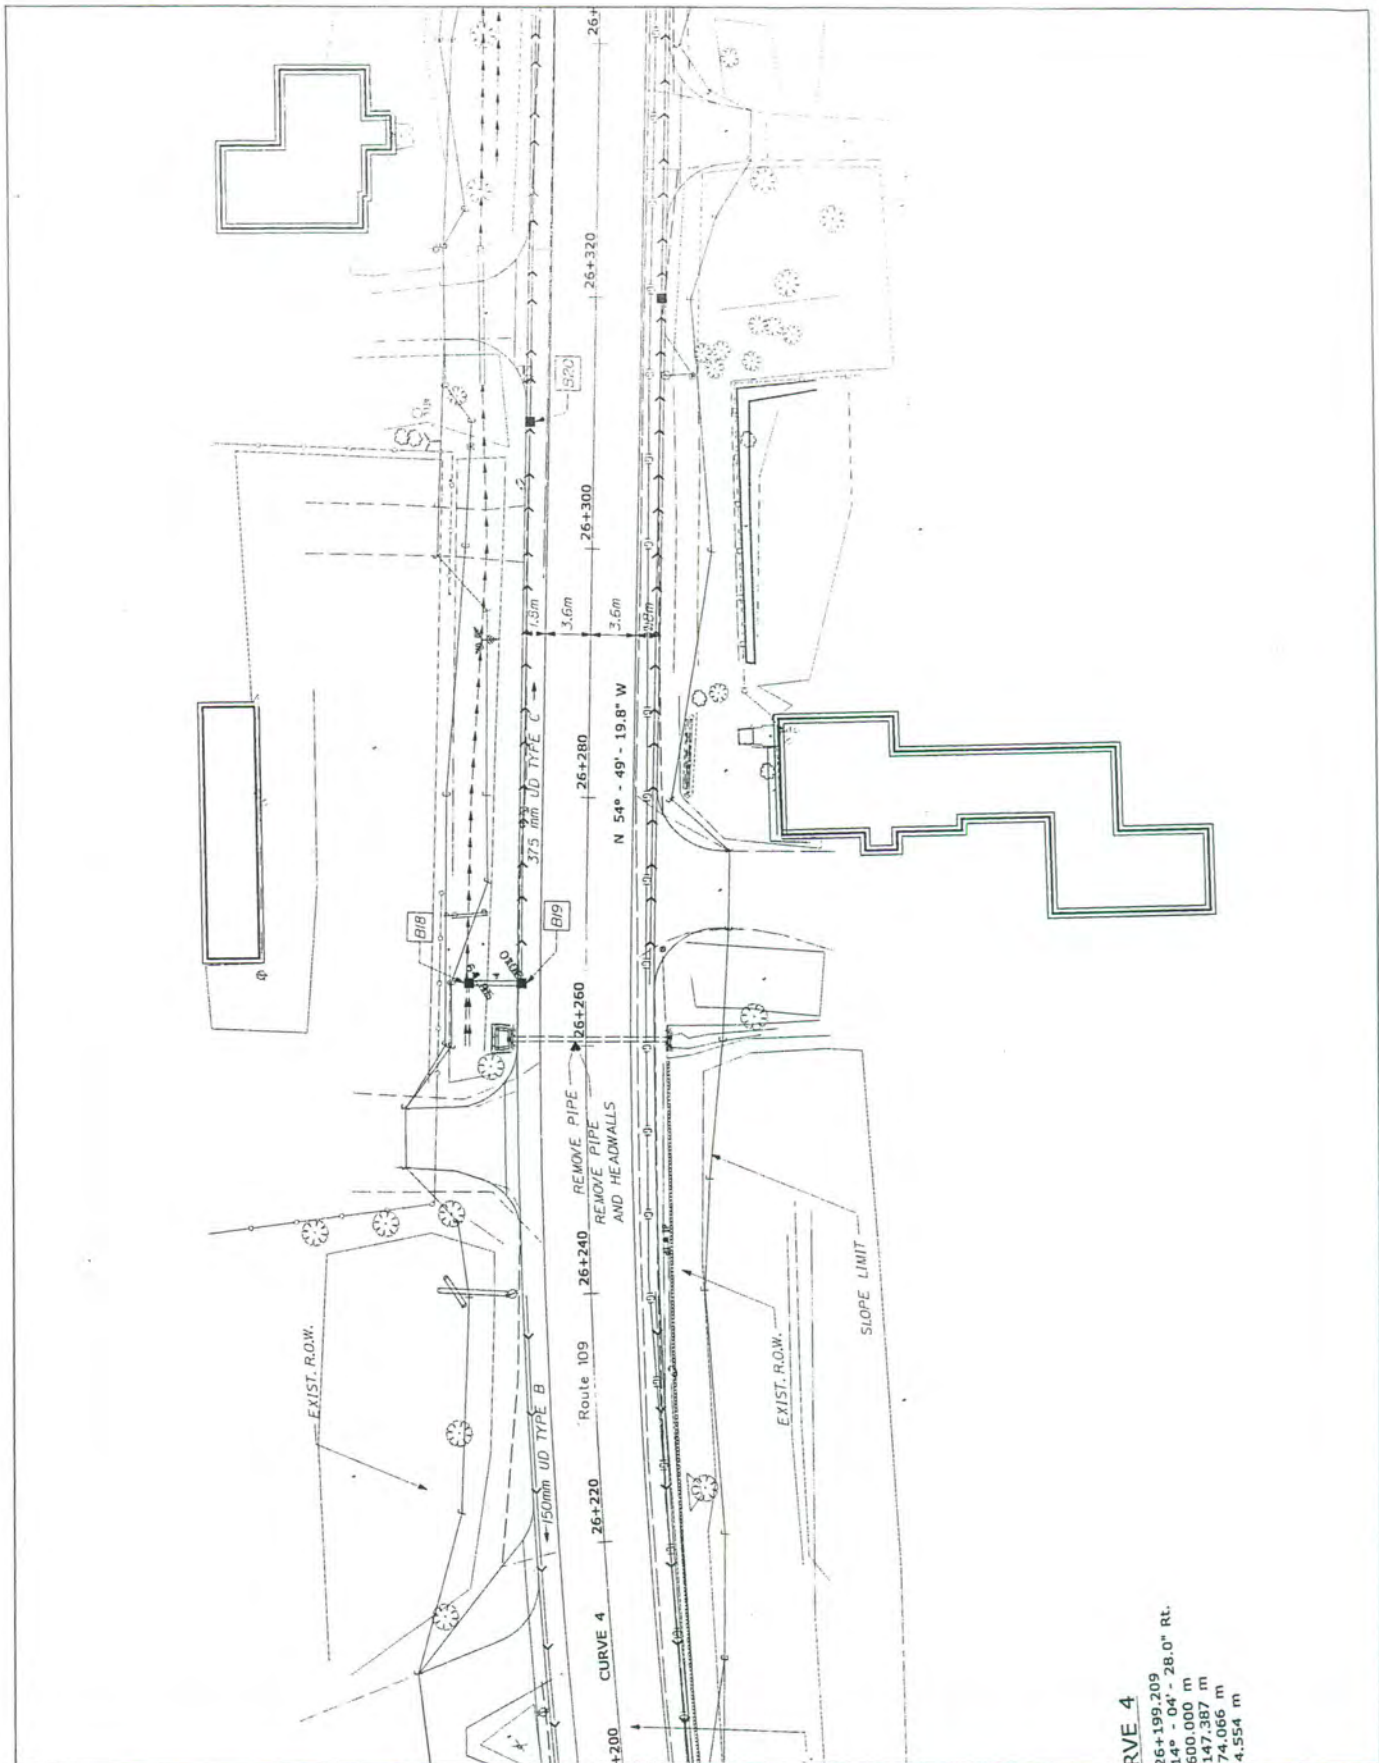 26+
26+320
B20
26+300
1.8m
3.6m
3.6m
1.8m
375 mm UD TYPE C
26+280
N 54° - 49' - 19.8" W
B18
B19
26+260
REMOVE PIPE
REMOVE PIPE
AND HEADWALLS
26+240
EXIST. R.O.W.
Route 109
SLOPE LIMIT
EXIST. R.O.W.
150mm UD TYPE B
26+220
CURVE 4
+200
RVE 4
26+199.209
14° - 04' - 28.0" Rt.
600.000 m
147.387 m
74.066 m
4.554 m